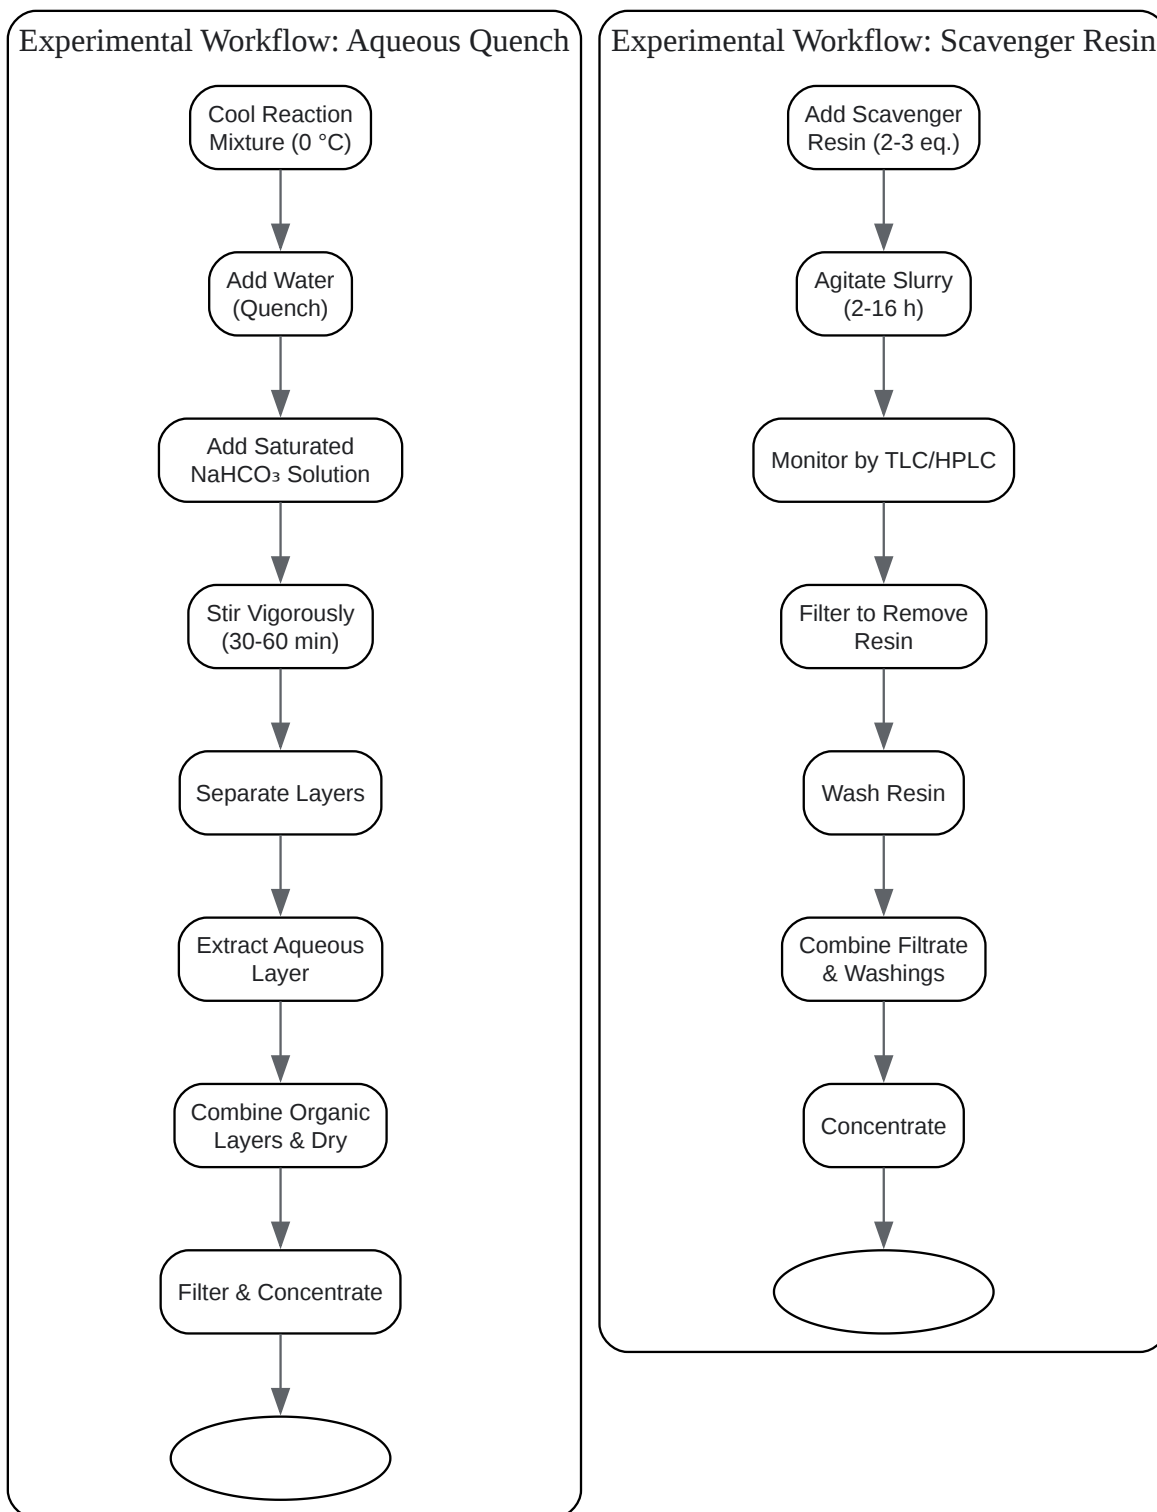 Experimental Workflow: Aqueous Quench
Cool Reaction
Mixture (0 °C)
Add Water
(Quench)
Add Saturated
NaHCO₃ Solution
Stir Vigorously
(30-60 min)
Separate Layers
Extract Aqueous
Layer
Combine Organic
Layers & Dry
Filter & Concentrate
Experimental Workflow: Scavenger Resin
Add Scavenger
Resin (2-3 eq.)
Agitate Slurry
(2-16 h)
Monitor by TLC/HPLC
Filter to Remove
Resin
Wash Resin
Combine Filtrate
& Washings
Concentrate